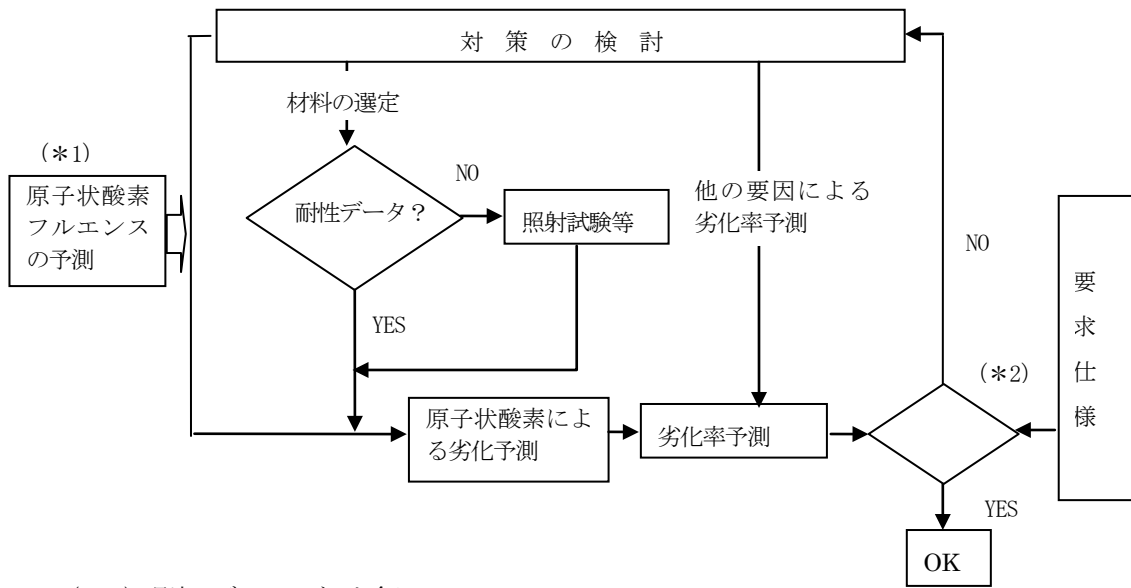 対 策 の 検 討
材料の選定
(*1)
原子状酸素
フルエンス
の予測
耐性データ?
NO
照射試験等
YES
他の要因による
劣化率予測
NO
要
求
仕
様
(*2)
原子状酸素によ
る劣化予測
劣化率予測
YES
OK